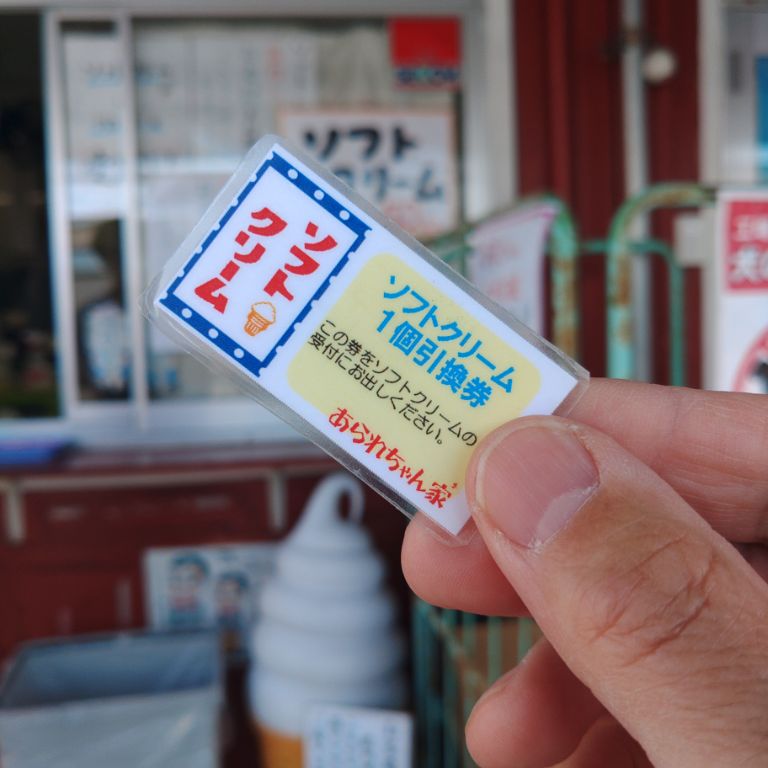 ソフト
クリーム
ソフトクリーム
1個引換券
この券をソフトクリームの
受付にお出しください。
あられちゃん家
ソフト
クリーム